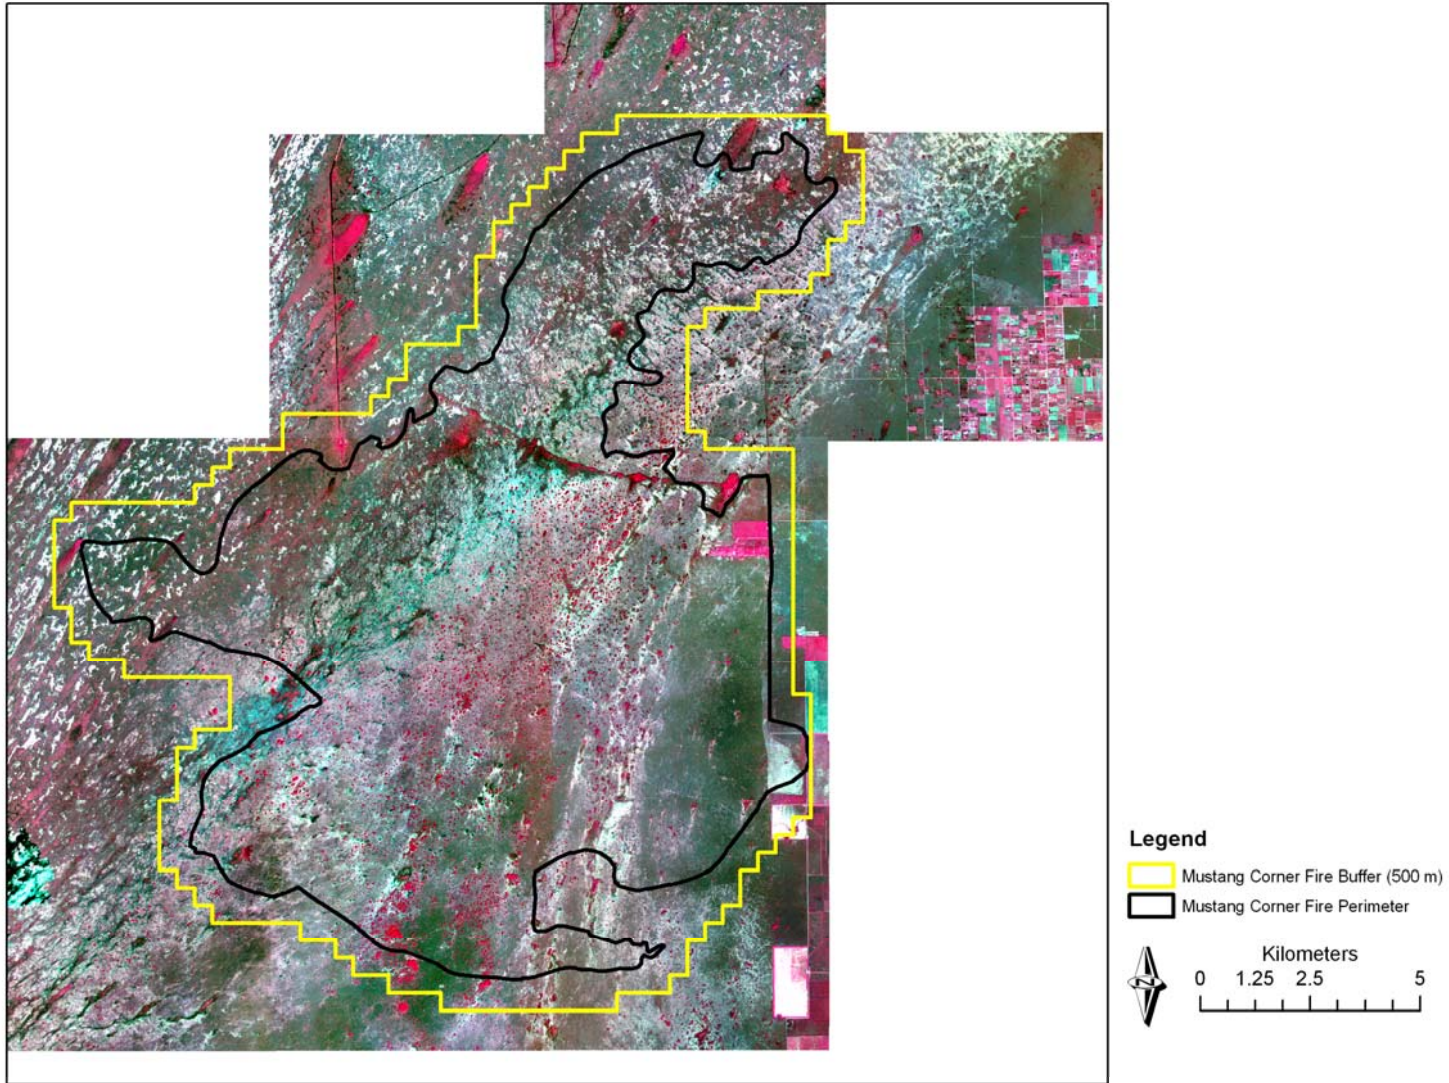 Legend
Mustang Corner Fire Buffer (500 m)
Mustang Corner Fire Perimeter
N
Kilometers
0 1.25 2.5 5